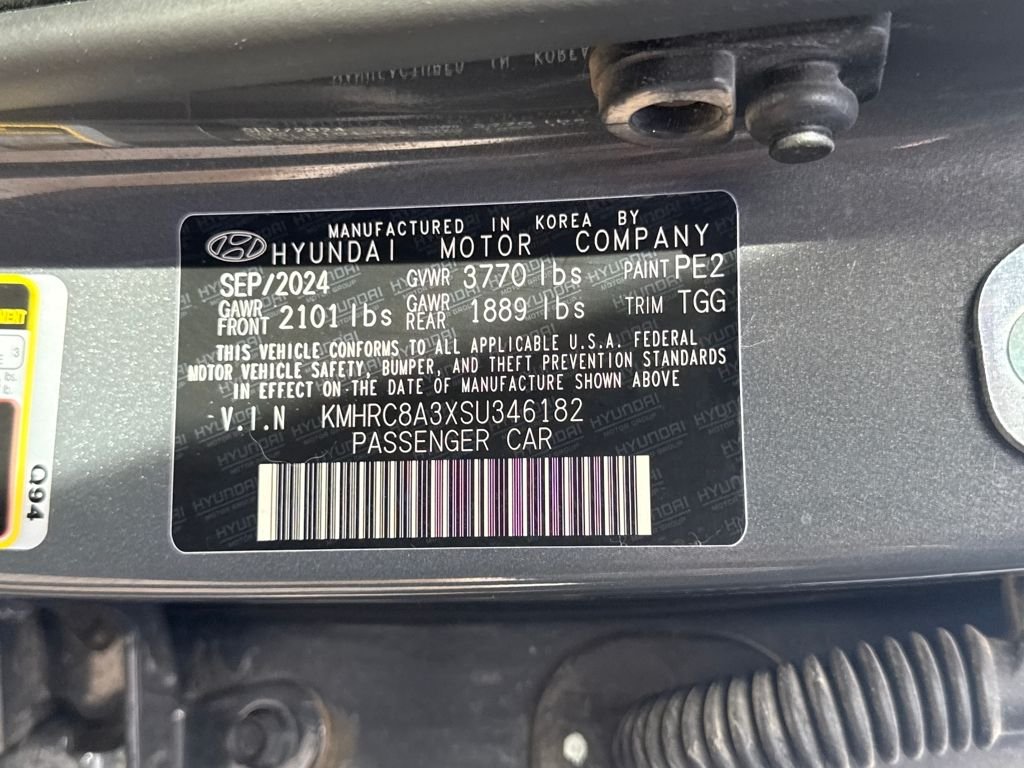 MANUFACTURED IN KOREA BY
HYUNDAI MOTOR COMPANY
SEP/2024 GVWR 3770 lbs PAINT PE2
GAWR FRONT 2101 lbs GAWR REAR 1889 lbs TRIM TGG
THIS VEHICLE CONFORMS TO ALL APPLICABLE U.S.A. FEDERAL
MOTOR VEHICLE SAFETY, BUMPER, AND THEFT PREVENTION STANDARDS
IN EFFECT ON THE DATE OF MANUFACTURE SHOWN ABOVE
V.I.N KMHRC8A3XSU346182
PASSENGER CAR
Q94